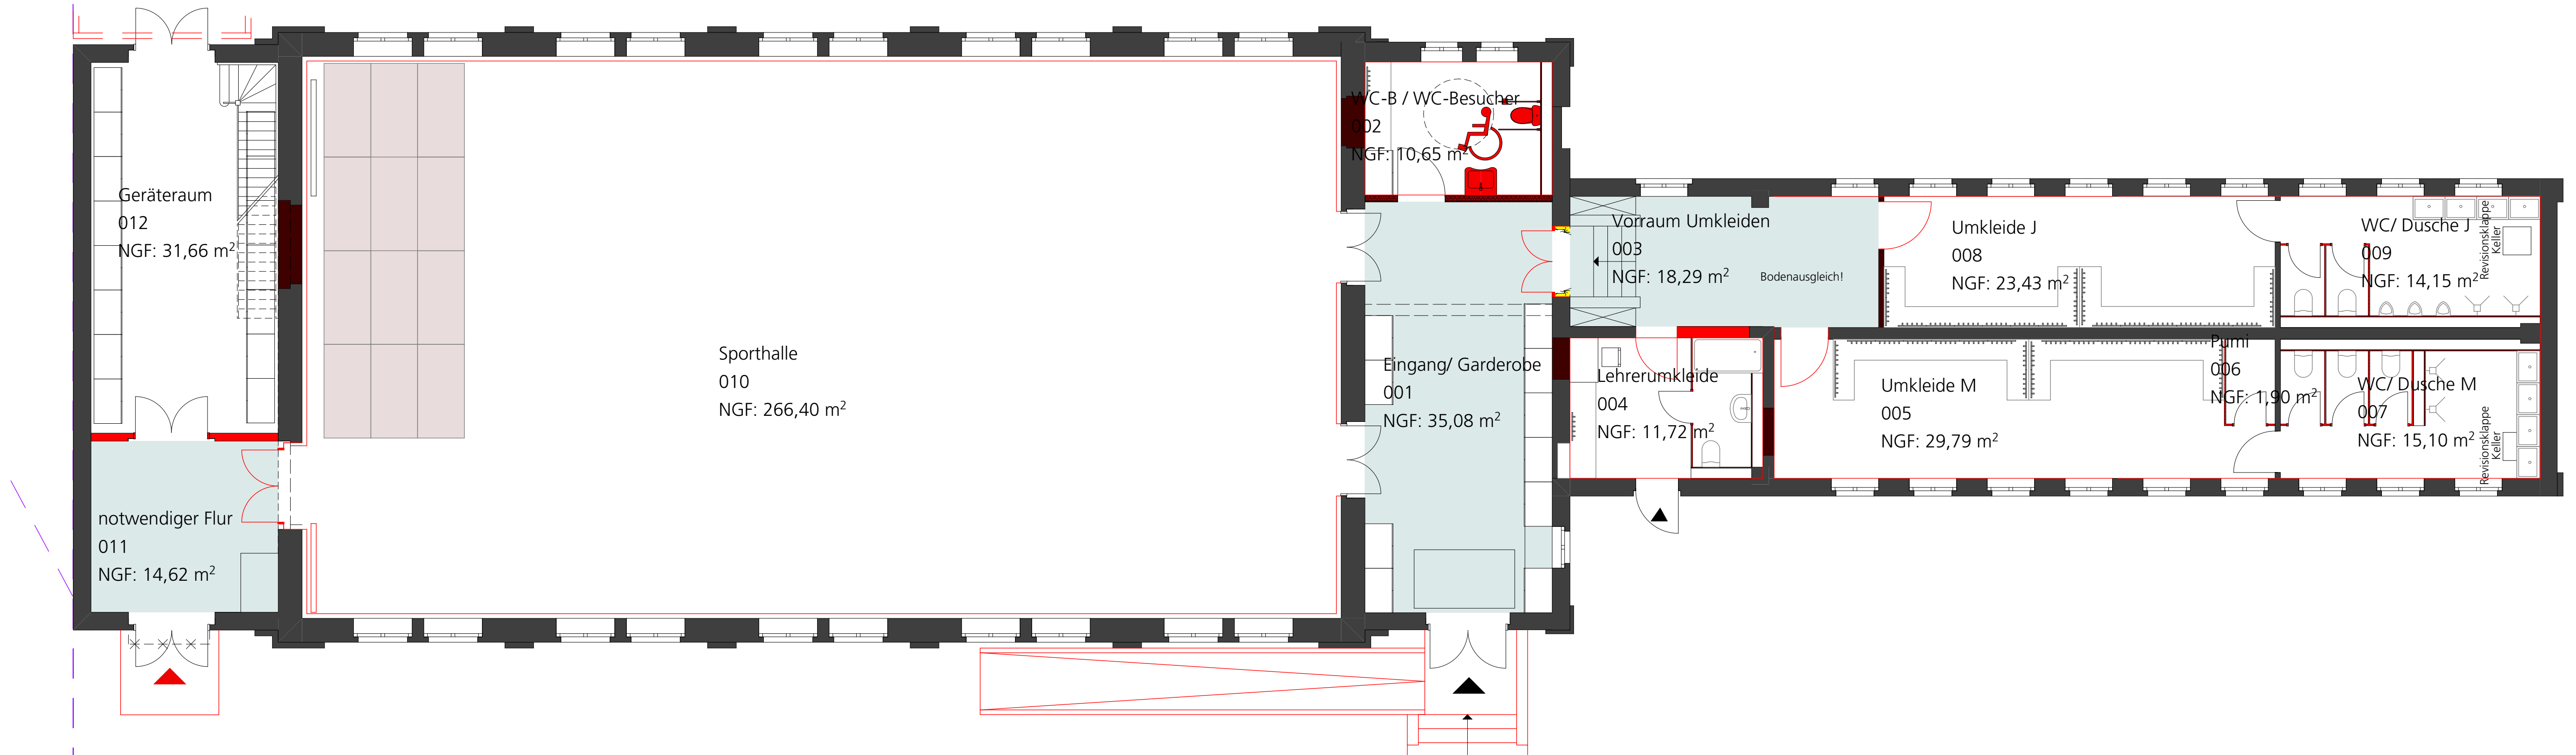 Geräteraum
012
NGF: 31,66 m²
notwendiger Flur
011
NGF: 14,62 m²
Sporthalle
010
NGF: 266,40 m²
WC-B / WC-Besucher
002
NGF: 10,65 m²
Eingang/ Garderobe
001
NGF: 35,08 m²
Vorraum Umkleiden
003
NGF: 18,29 m²
Bodenausgleich!
Lehrerumkleide
004
NGF: 11,72 m²
Umkleide J
008
NGF: 23,43 m²
Umkleide M
005
NGF: 29,79 m²
Pumi
006
NGF: 1,90 m²
WC/ Dusche J
009
NGF: 14,15 m²
Revisionsklappe
Keller
WC/ Dusche M
007
NGF: 15,10 m²
Revisionsklappe
Keller